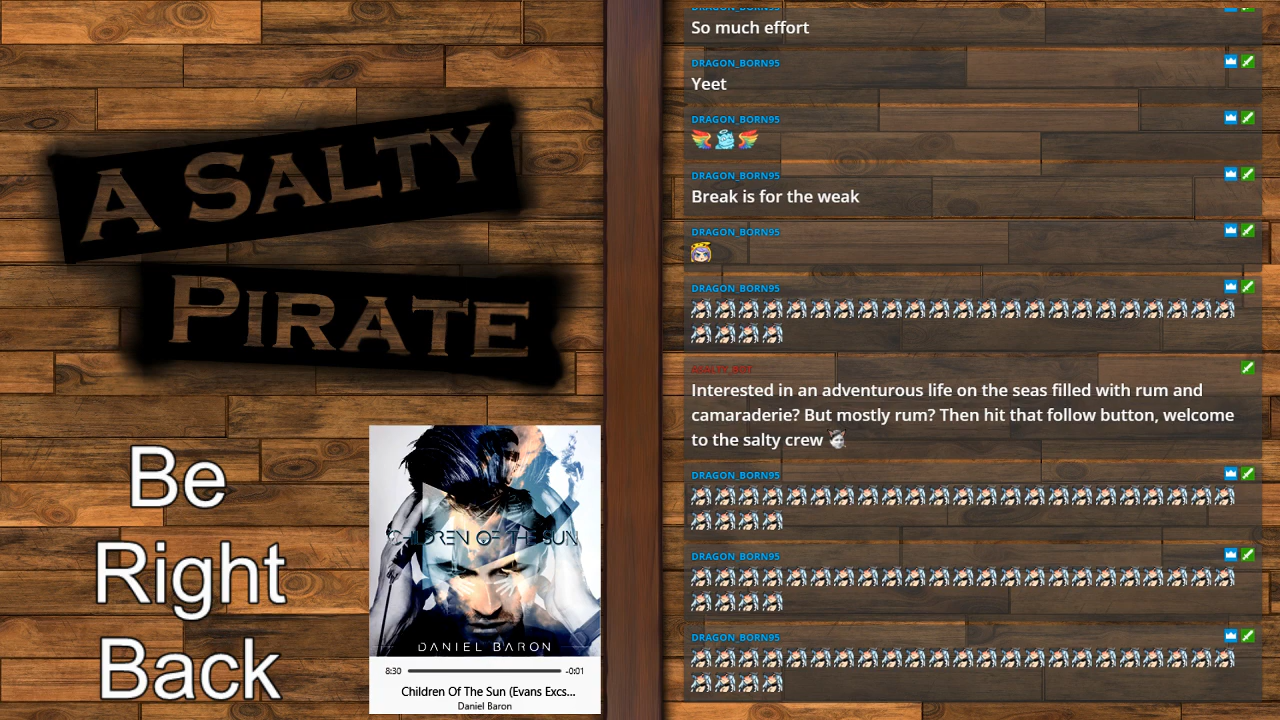 A SALTY
PIRATE
Be
Right
Back
CHILDREN OF THE SUN
DANIEL BARON
8:30 -0:01
Children Of The Sun (Evans Excs...
Daniel Baron
DRAGON_BORN95
So much effort
DRAGON_BORN95
Yeet
DRAGON_BORN95
DRAGON_BORN95
Break is for the weak
DRAGON_BORN95
DRAGON_BORN95
Interested in an adventurous life on the seas filled with rum and
camaraderie? But mostly rum? Then hit that follow button, welcome
to the salty crew
DRAGON_BORN95
DRAGON_BORN95
DRAGON_BORN95